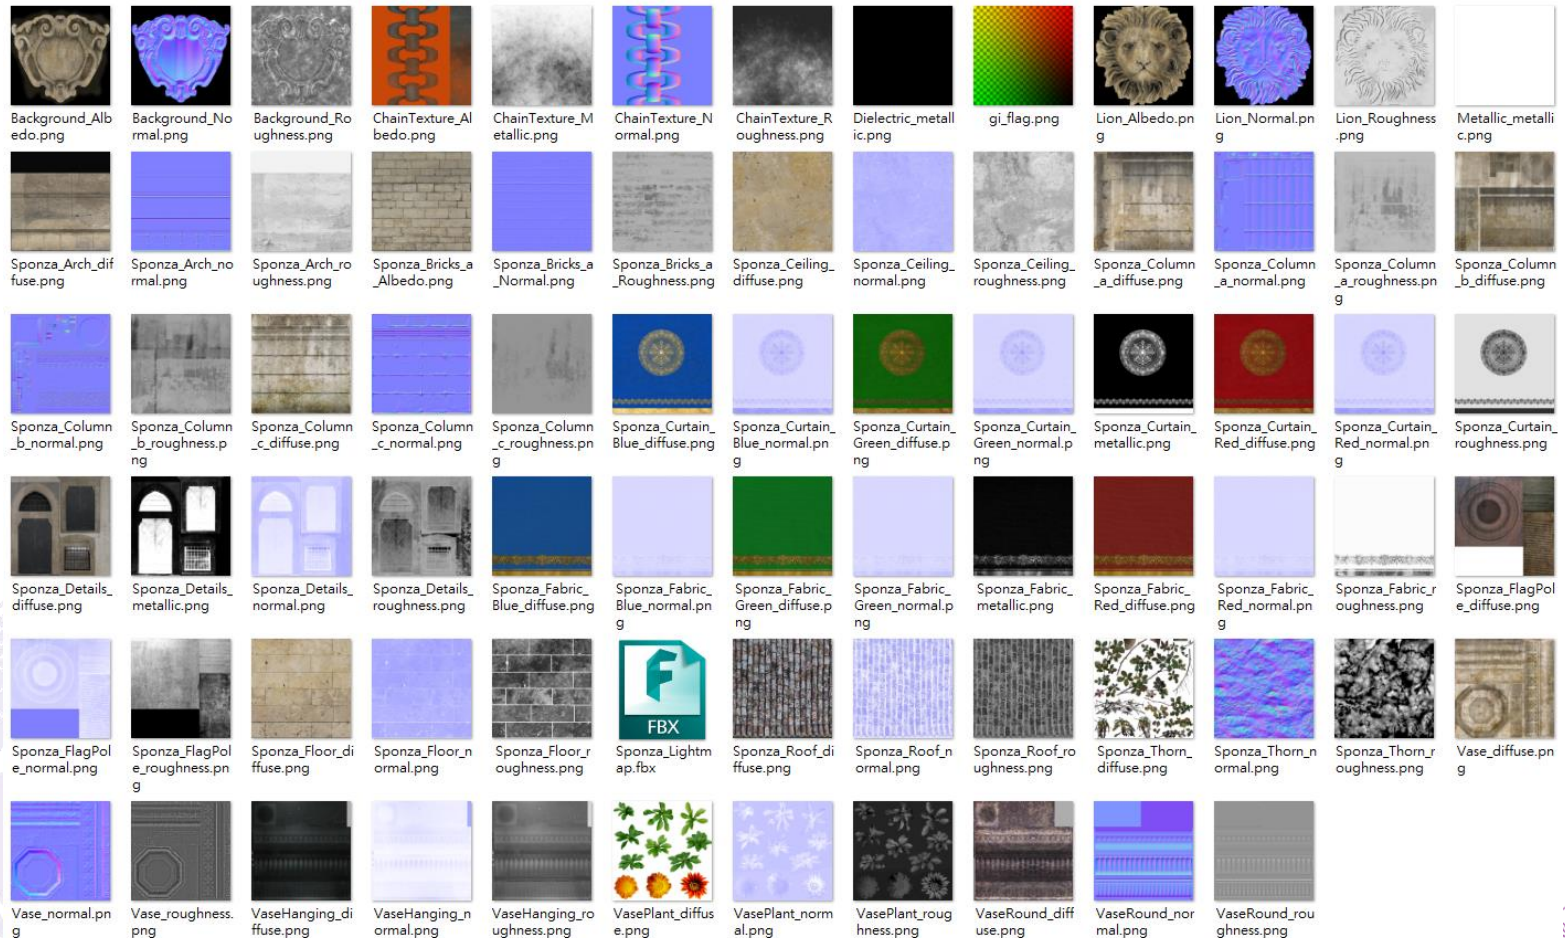 Background_Alb
edo.png
Background_No
rmal.png
Background_Ro
ughness.png
ChainTexture_Al
bedo.png
ChainTexture_M
etallic.png
ChainTexture_N
ormal.png
ChainTexture_R
oughness.png
Dielectric_metall
ic.png
gi_flag.png
Lion_Albedo.pn
g
Lion_Normal.pn
g
Lion_Roughness
.png
Metallic_metalli
c.png
Sponza_Arch_dif
fuse.png
Sponza_Arch_no
rmal.png
Sponza_Arch_ro
ughness.png
Sponza_Bricks_a
_Albedo.png
Sponza_Bricks_a
_Normal.png
Sponza_Bricks_a
_Roughness.png
Sponza_Ceiling_
diffuse.png
Sponza_Ceiling_
normal.png
Sponza_Ceiling_
roughness.png
Sponza_Column
_a_diffuse.png
Sponza_Column
_a_normal.png
Sponza_Column
_a_roughness.pn
g
Sponza_Column
_b_diffuse.png
Sponza_Column
_b_normal.png
Sponza_Column
_b_roughness.p
ng
Sponza_Column
_c_diffuse.png
Sponza_Column
_c_normal.png
Sponza_Column
_c_roughness.pn
g
Sponza_Curtain_
Blue_diffuse.png
Sponza_Curtain_
Blue_normal.pn
g
Sponza_Curtain_
Green_diffuse.p
ng
Sponza_Curtain_
Green_normal.p
ng
Sponza_Curtain_
metallic.png
Sponza_Curtain_
Red_diffuse.png
Sponza_Curtain_
Red_normal.pn
g
Sponza_Curtain_
roughness.png
Sponza_Details_
diffuse.png
Sponza_Details_
metallic.png
Sponza_Details_
normal.png
Sponza_Details_
roughness.png
Sponza_Fabric_
Blue_diffuse.png
Sponza_Fabric_
Blue_normal.pn
g
Sponza_Fabric_
Green_diffuse.p
ng
Sponza_Fabric_
Green_normal.p
ng
Sponza_Fabric_
metallic.png
Sponza_Fabric_
Red_diffuse.png
Sponza_Fabric_
Red_normal.pn
g
Sponza_Fabric_r
oughness.png
Sponza_FlagPol
e_diffuse.png
Sponza_FlagPol
e_normal.png
Sponza_FlagPol
e_roughness.pn
g
Sponza_Floor_di
ffuse.png
Sponza_Floor_n
ormal.png
Sponza_Floor_r
oughness.png
FBX
Sponza_Lightm
ap.fbx
Sponza_Roof_di
ffuse.png
Sponza_Roof_n
ormal.png
Sponza_Roof_ro
ughness.png
Sponza_Thorn_
diffuse.png
Sponza_Thorn_n
ormal.png
Sponza_Thorn_r
oughness.png
Vase_diffuse.pn
g
Vase_normal.pn
g
Vase_roughness.
png
VaseHanging_di
ffuse.png
VaseHanging_n
ormal.png
VaseHanging_ro
ughness.png
VasePlant_diffus
e.png
VasePlant_norm
al.png
VasePlant_roug
hness.png
VaseRound_diff
use.png
VaseRound_nor
mal.png
VaseRound_rou
ghness.png